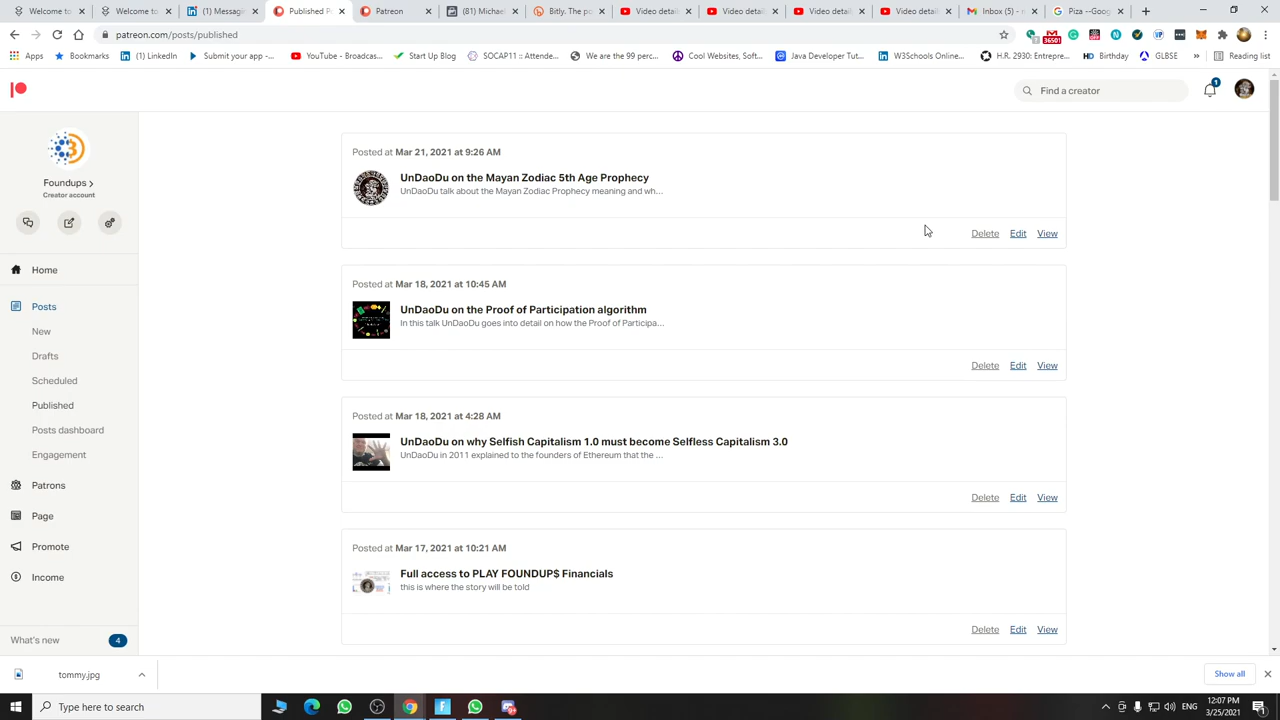 Welcome to
Welcome to
(1) Messagin
Published P
Patreon
(81) Michael
Bitly. The p
Video detai
Video detai
Video detai
Video detai
Inbox (5) - r
Piza --Goog
patreon.com/posts/published
36501
Apps
Bookmarks
(1) LinkedIn
Submit your app -...
YouTube - Broadcas...
Start Up Blog
SOCAP11 :: Attende...
We are the 99 perc...
Cool Websites, Soft...
Java Developer Tut...
W3Schools Online...
H.R. 2930: Entrepre...
Birthday
GLBSE
»
Reading list
Find a creator
1
Foundups
Creator account
Home
Posts
New
Drafts
Scheduled
Published
Posts dashboard
Engagement
Patrons
Page
Promote
Income
What's new
4
Posted at Mar 21, 2021 at 9:26 AM
UnDaoDu on the Mayan Zodiac 5th Age Prophecy
UnDaoDu talk about the Mayan Zodiac Prophecy meaning and wh...
Delete Edit View
Posted at Mar 18, 2021 at 10:45 AM
UnDaoDu on the Proof of Participation algorithm
In this talk UnDaoDu goes into detail on how the Proof of Participa...
Delete Edit View
Posted at Mar 18, 2021 at 4:28 AM
UnDaoDu on why Selfish Capitalism 1.0 must become Selfless Capitalism 3.0
UnDaoDu in 2011 explained to the founders of Ethereum that the ...
Delete Edit View
Posted at Mar 17, 2021 at 10:21 AM
Full access to PLAY FOUNDUP$ Financials
this is where the story will be told
Delete Edit View
tommy.jpg
Show all
Type here to search
12:07 PM
3/25/2021